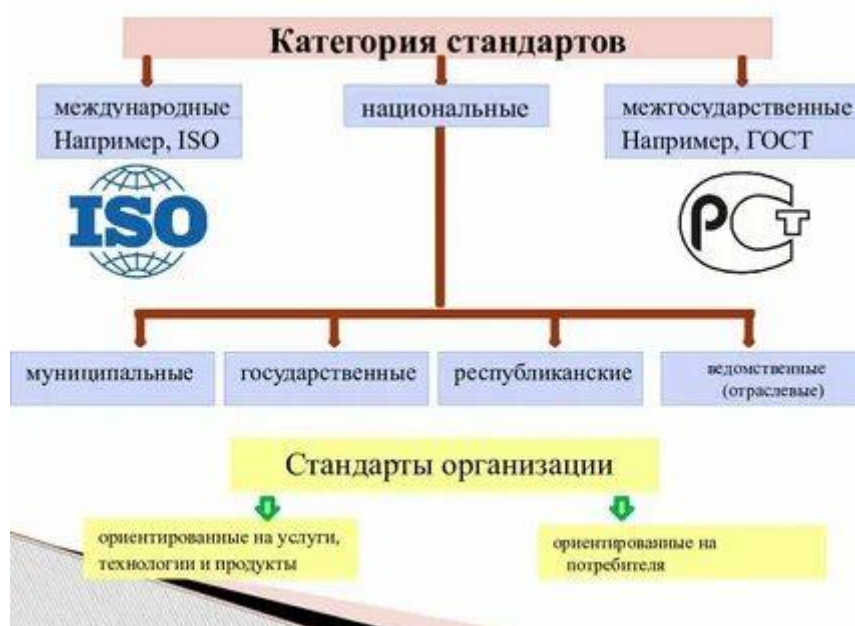 Категория стандартов
международные
Например, ISO
национальные
межгосударственные
Например, ГОСТ
ISO
РСТ
муниципальные
государственные
республиканские
ведомственные
(отраслевые)
Стандарты организации
ориентированные на услуги,
технологии и продукты
ориентированные на
потребителя